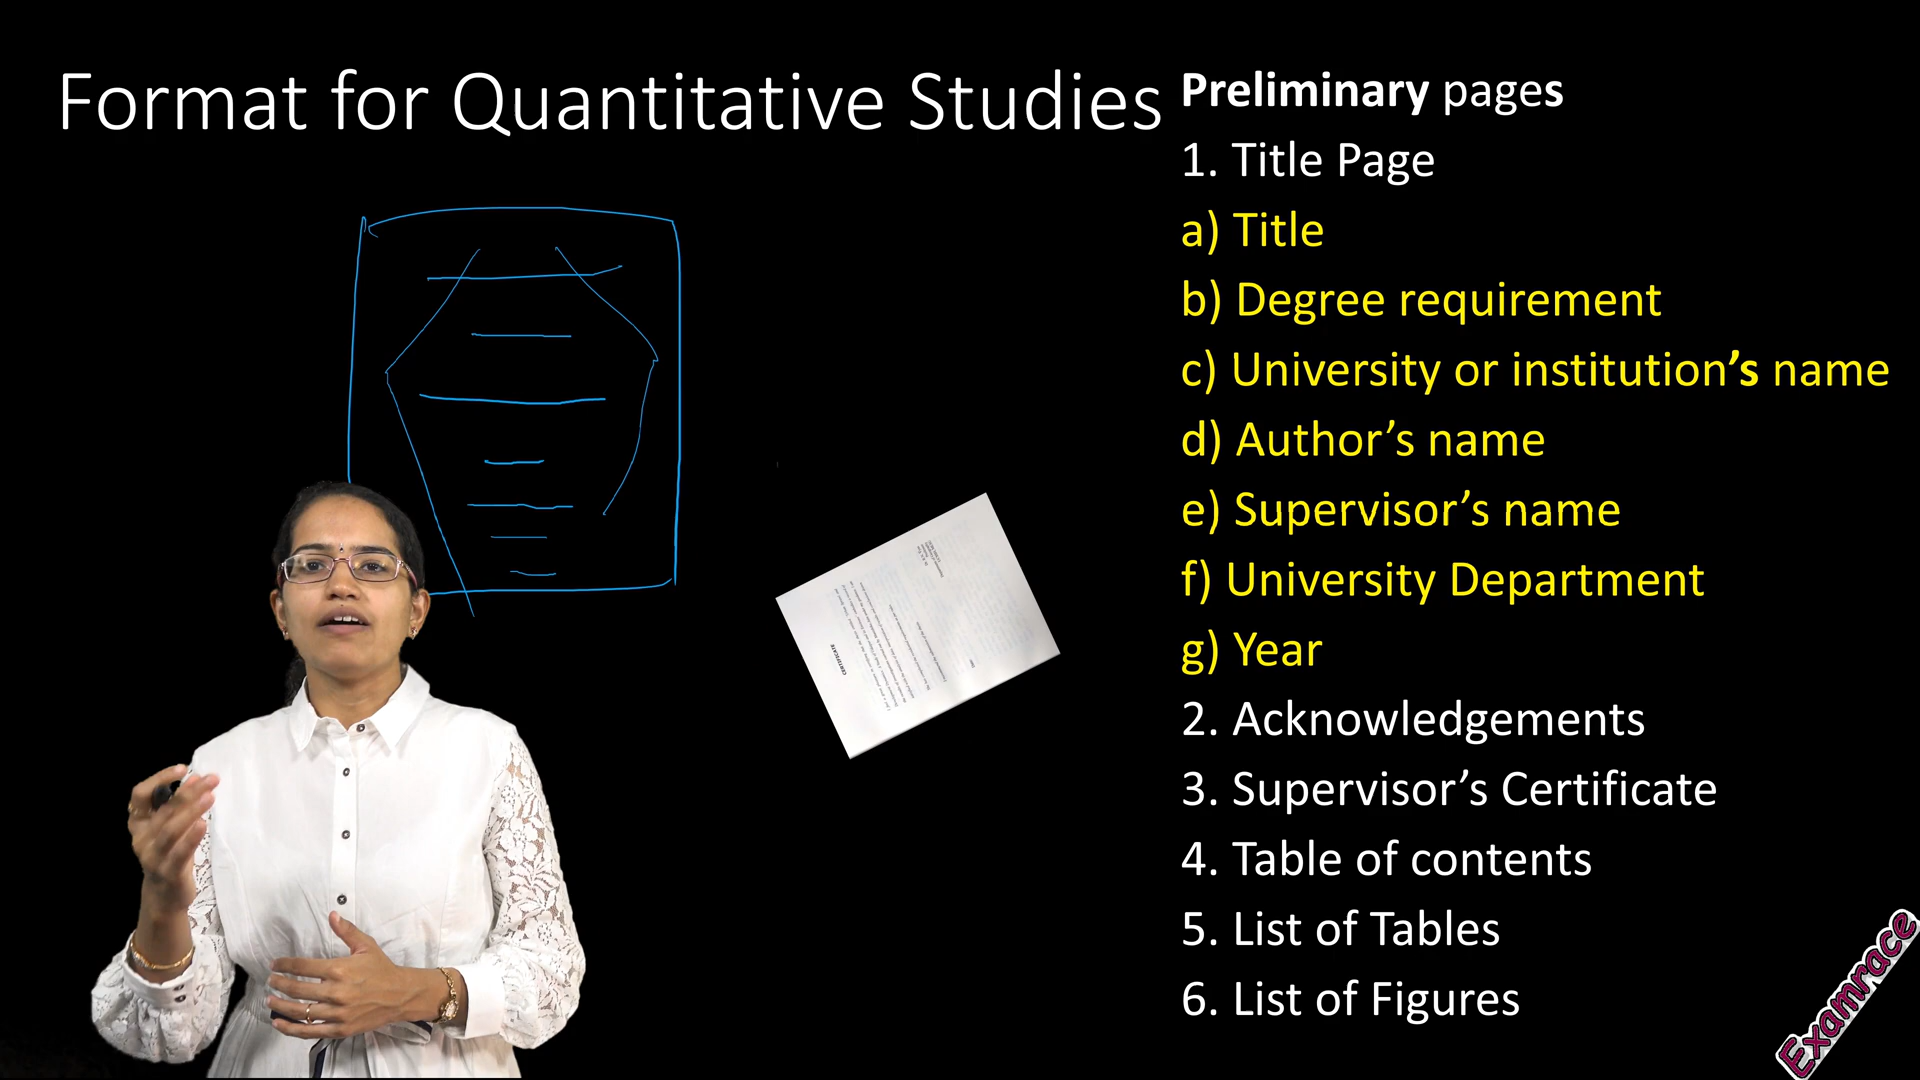 Format for Quantitative Studies
Preliminary pages
1. Title Page
a) Title
b) Degree requirement
c) University or institution’s name
d) Author’s name
e) Supervisor’s name
f) University Department
g) Year
2. Acknowledgements
3. Supervisor’s Certificate
4. Table of contents
5. List of Tables
6. List of Figures
CERTIFICATE
Examrace